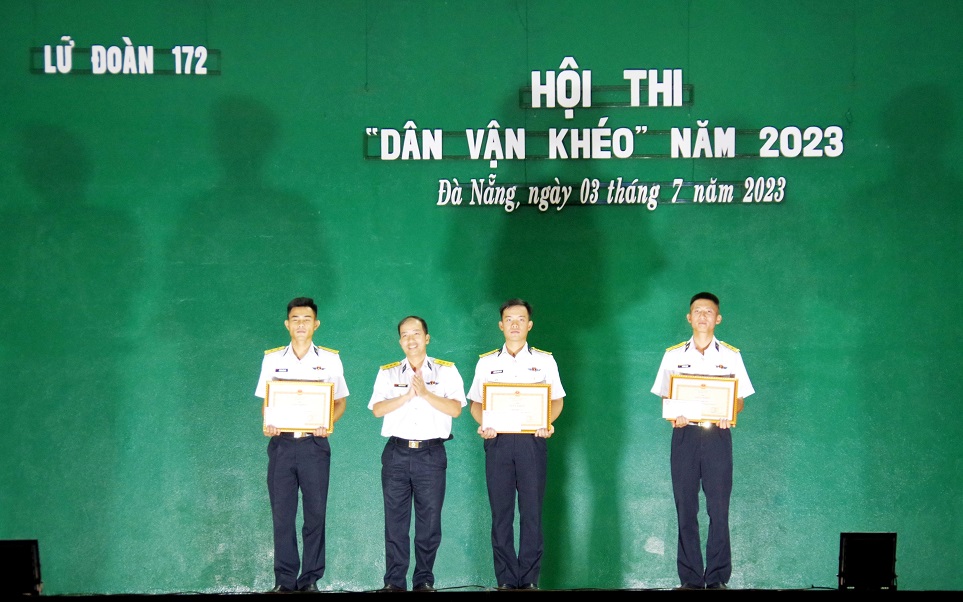 LỮ ĐOÀN 172
HỘI THI
“DÂN VẬN KHÉO” NĂM 2023
Đà Nẵng, ngày 03 tháng 7 năm 2023